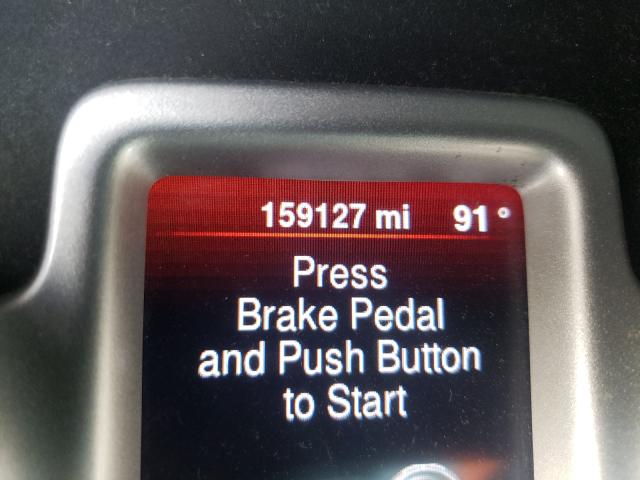 159127 mi 91°
Press
Brake Pedal
and Push Button
to Start